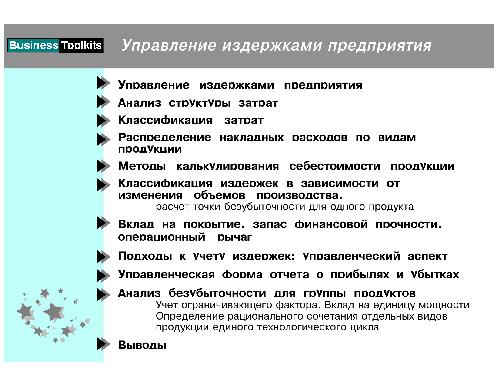 Business Toolkits
Управление издержками предприятия
Управление издержками предприятия
Анализ структуры затрат
Классификация затрат
Распределение накладных расходов по видам
продукции
Методы калькулирования себестоимости продукции
Классификация издержек в зависимости от
изменения объемов производства.
расчет точки безубыточности для одного продукта
Вклад на покрытие. запас финансовой прочности.
операционный рычаг
Подходы к учету издержек: управленческий аспект
Управленческая форма отчета о прибылях и убытках
Анализ безубыточности для группы продуктов
Учет ограничивающего фактора. Вклад на единицу мощности
Определение рационального сочетания отдельных видов
продукции единого технологического цикла
Выводы